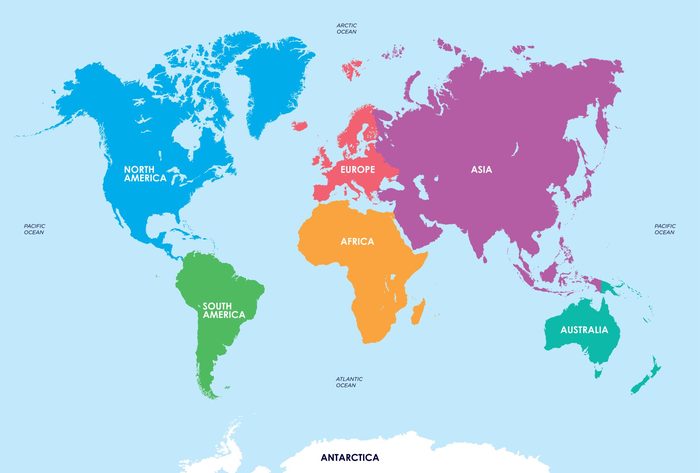 ARCTIC
OCEAN
NORTH
AMERICA
EUROPE
ASIA
PACIFIC
OCEAN
PACIFIC
OCEAN
AFRICA
SOUTH
AMERICA
AUSTRALIA
ATLANTIC
OCEAN
ANTARCTICA